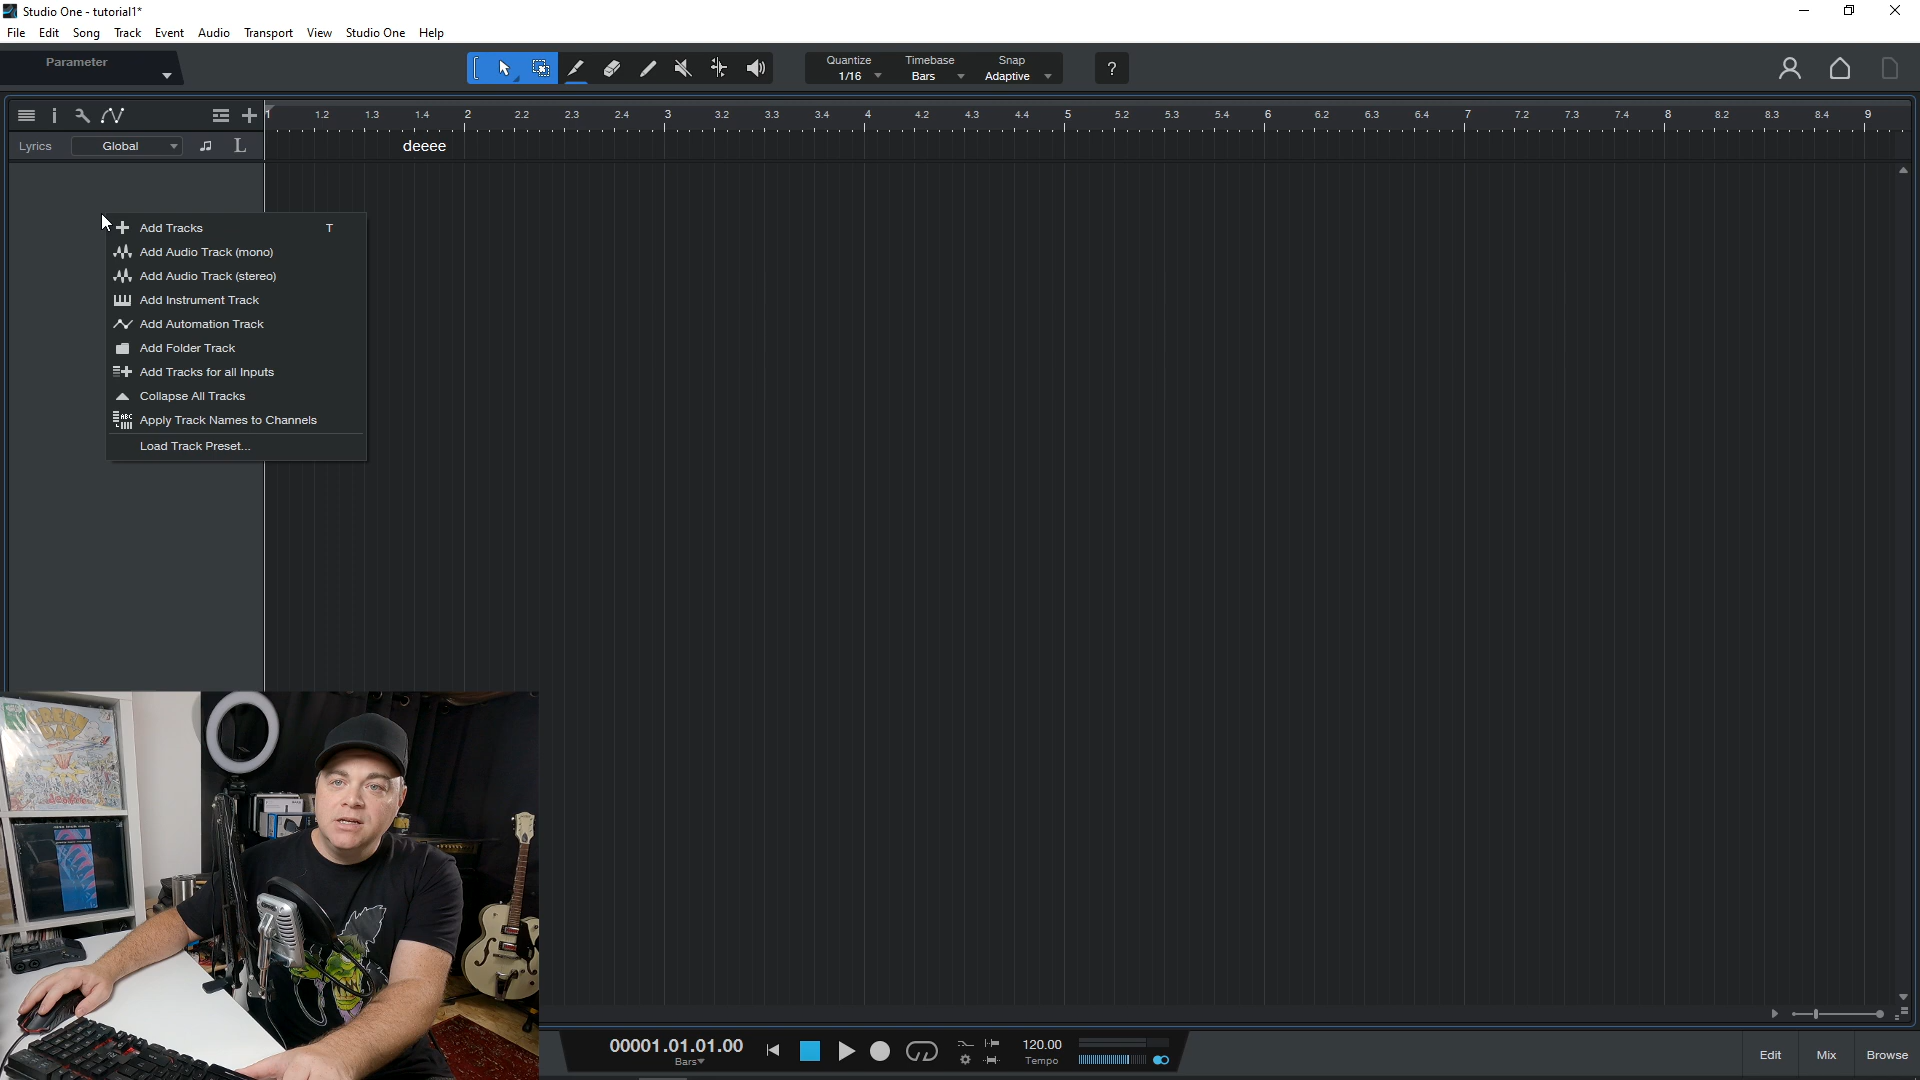 Studio One - tutorial1*
File Edit Song Track Event Audio Transport View Studio One Help
Parameter
Quantize Timebase Snap
1/16 Bars Adaptive
?
1 1.2 1.3 1.4 2 2.2 2.3 2.4 3 3.2 3.3 3.4 4 4.2 4.3 4.4 5 5.2 5.3 5.4 6 6.2 6.3 6.4 7 7.2 7.3 7.4 8 8.2 8.3 8.4 9
Lyrics Global L deeee
Add Tracks T
Add Audio Track (mono)
Add Audio Track (stereo)
Add Instrument Track
Add Automation Track
Add Folder Track
Add Tracks for all Inputs
Collapse All Tracks
Apply Track Names to Channels
Load Track Preset...
GREEN DAY
00001.01.01.00 120.00
Bars Tempo
Edit Mix Browse